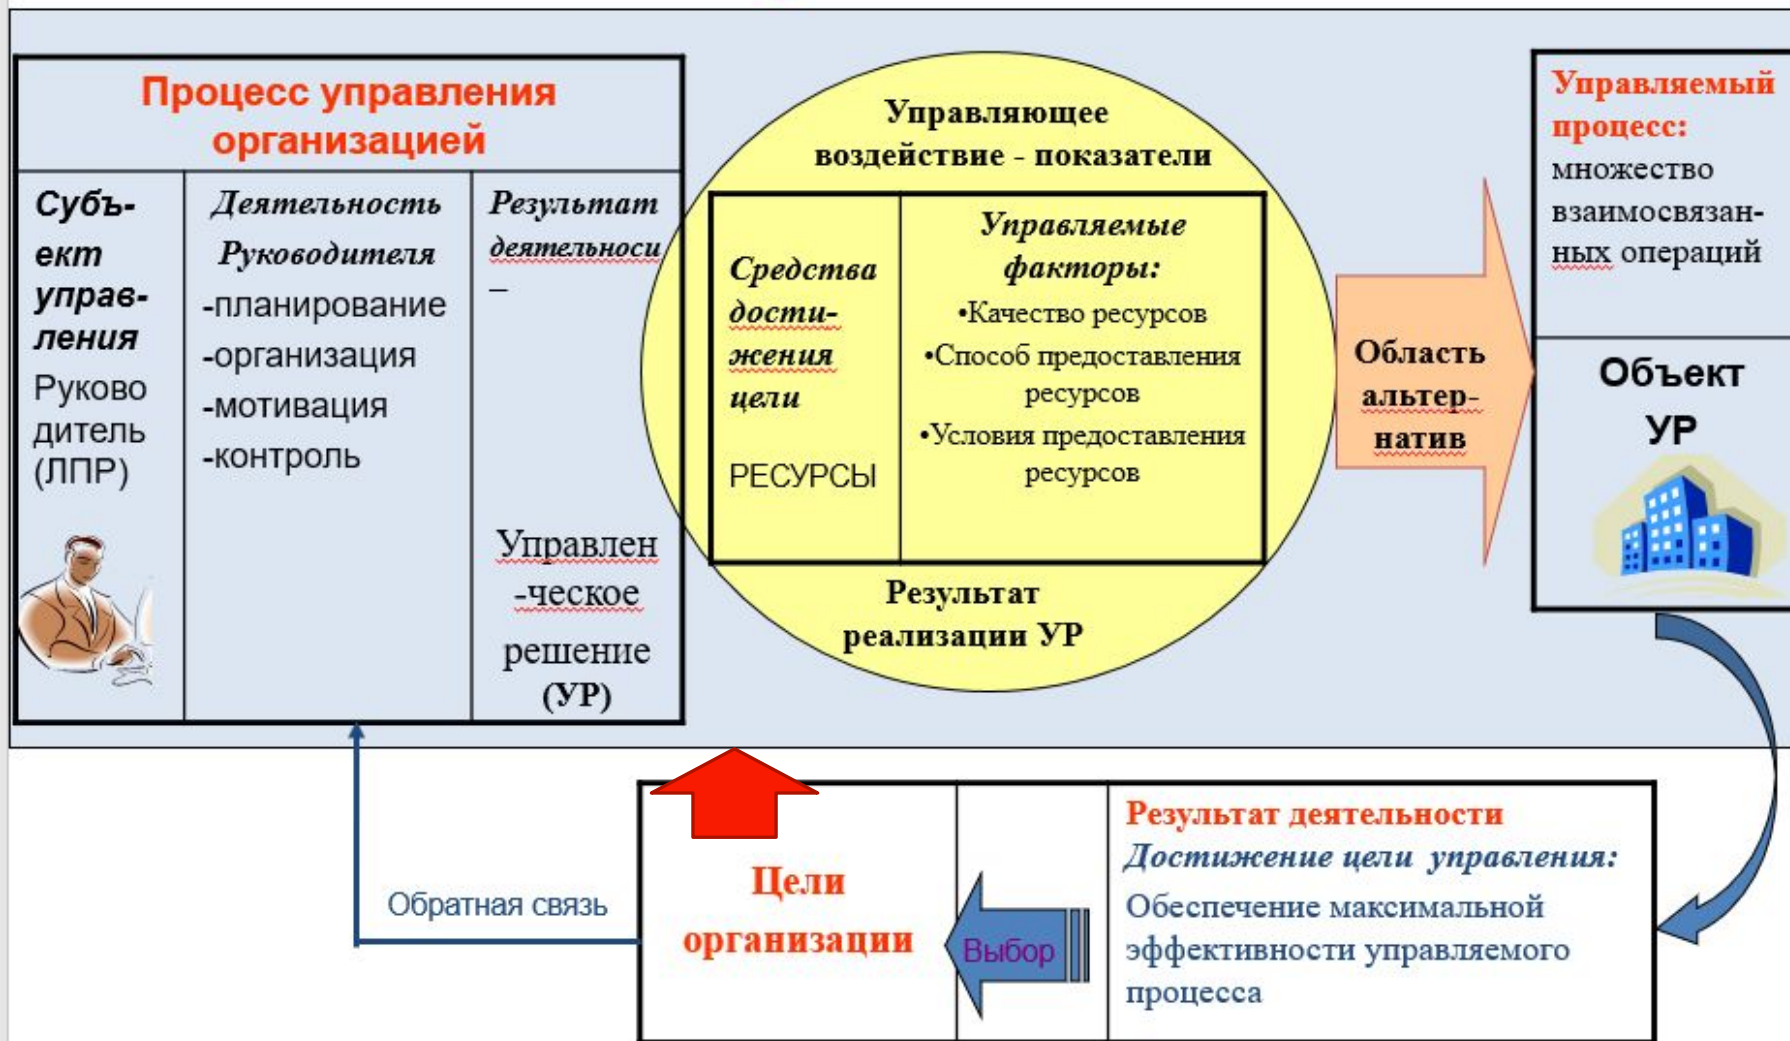 Процесс управления
организацией
Субъ-
ект
управ-
ления
Руково
дитель
(ЛПР)
Деятельность
Руководителя
-планирование
-организация
-мотивация
-контроль
Результат
деятельноси
–
Управлен
-ческое
решение
(УР)
Управляющее
воздействие - показатели
Средства
дости-
жения
цели
РЕСУРСЫ
Управляемые
факторы:
•Качество ресурсов
•Способ предоставления
ресурсов
•Условия предоставления
ресурсов
Результат
реализации УР
Область
альтер-
натив
Управляемый
процесс:
множество
взаимосвязан-
ных операций
Объект
УР
Обратная связь
Цели
организации
Выбор
Результат деятельности
Достижение цели управления:
Обеспечение максимальной
эффективности управляемого
процесса